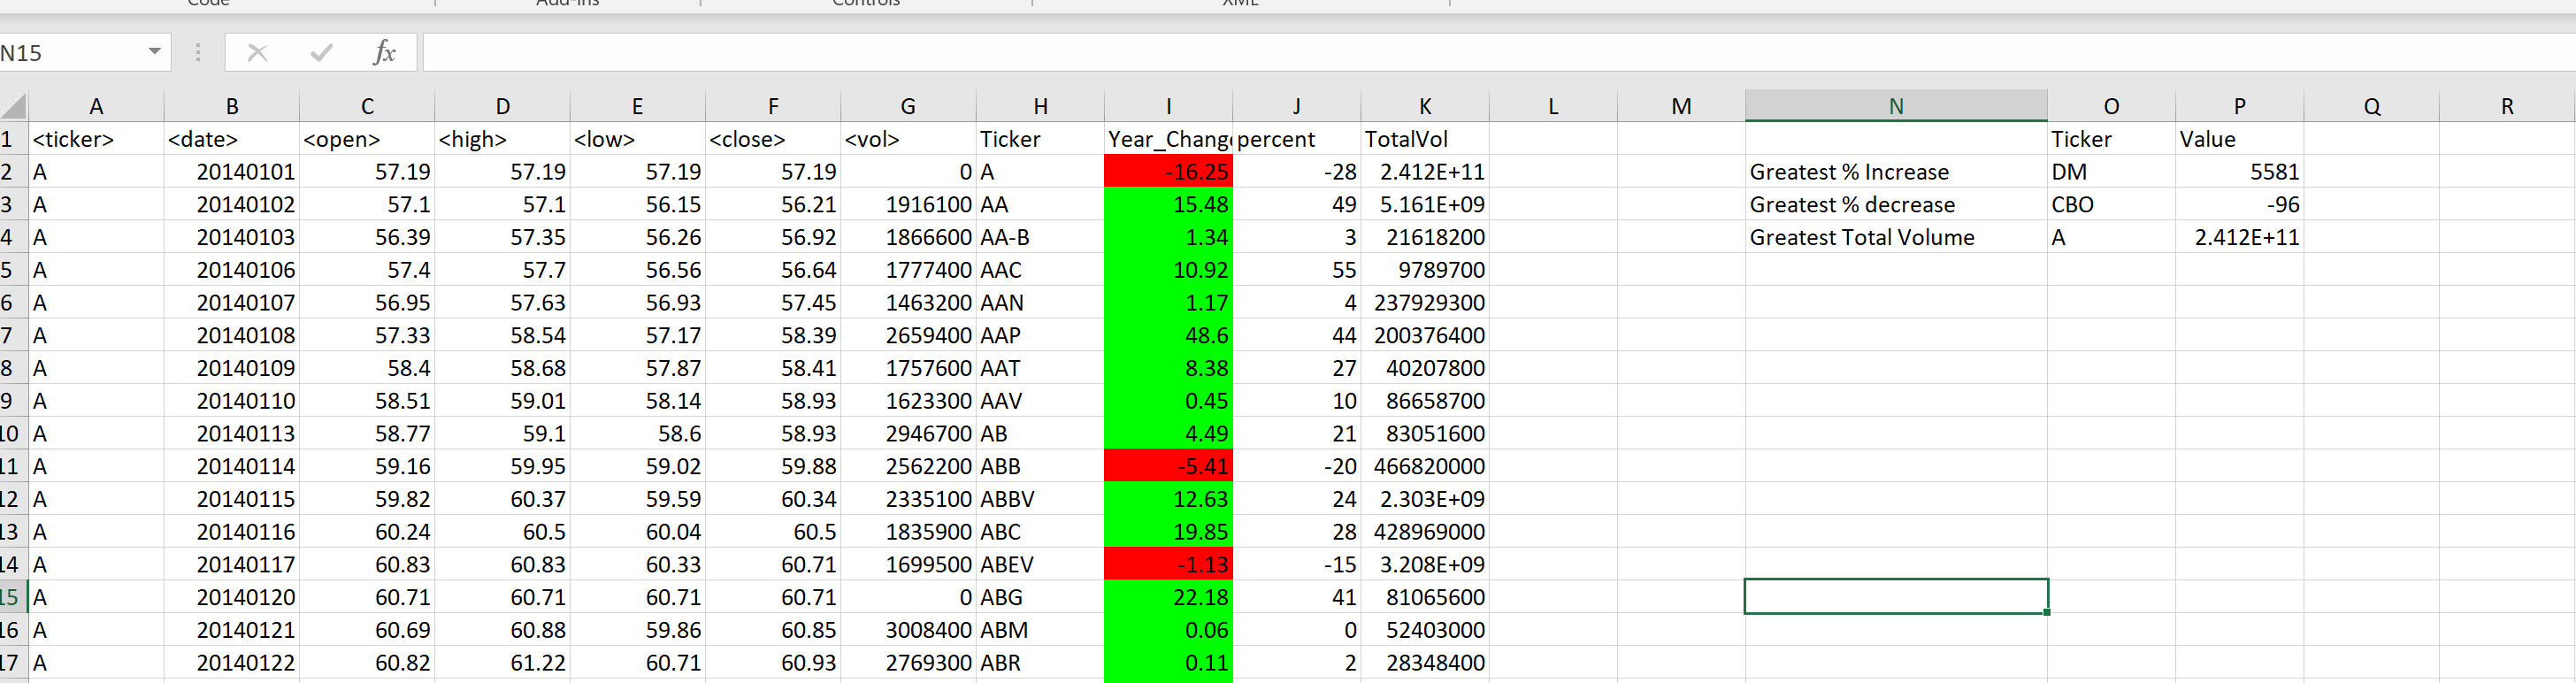 Code Add-ins Controls XML
N15 fx
A B C D E F G H I J K L M N O P Q R
1 <ticker> <date> <open> <high> <low> <close> <vol> Ticker Year_Change percent TotalVol Ticker Value
2 A 20140101 57.19 57.19 57.19 57.19 0 A -16.25 -28 2.412E+11 Greatest % Increase DM 5581
3 A 20140102 57.1 57.1 56.15 56.21 1916100 AA 15.48 49 5.161E+09 Greatest % decrease CBO -96
4 A 20140103 56.39 57.35 56.26 56.92 1866600 AA-B 1.34 3 21618200 Greatest Total Volume A 2.412E+11
5 A 20140106 57.4 57.7 56.56 56.64 1777400 AAC 10.92 55 9789700
6 A 20140107 56.95 57.63 56.93 57.45 1463200 AAN 1.17 4 237929300
7 A 20140108 57.33 58.54 57.17 58.39 2659400 AAP 48.6 44 200376400
8 A 20140109 58.4 58.68 57.87 58.41 1757600 AAT 8.38 27 40207800
9 A 20140110 58.51 59.01 58.14 58.93 1623300 AAV 0.45 10 86658700
10 A 20140113 58.77 59.1 58.6 58.93 2946700 AB 4.49 21 83051600
11 A 20140114 59.16 59.95 59.02 59.88 2562200 ABB -5.41 -20 466820000
12 A 20140115 59.82 60.37 59.59 60.34 2335100 ABBV 12.63 24 2.303E+09
13 A 20140116 60.24 60.5 60.04 60.5 1835900 ABC 19.85 28 428969000
14 A 20140117 60.83 60.83 60.33 60.71 1699500 ABEV -1.13 -15 3.208E+09
15 A 20140120 60.71 60.71 60.71 60.71 0 ABG 22.18 41 81065600
16 A 20140121 60.69 60.88 59.86 60.85 3008400 ABM 0.06 0 52403000
17 A 20140122 60.82 61.22 60.71 60.93 2769300 ABR 0.11 2 28348400